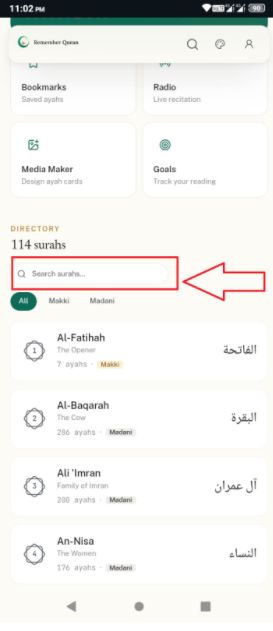 11:02 PM
90
Remember Quran
Bookmarks
Saved ayahs
Radio
Live recitation
Media Maker
Design ayah cards
Goals
Track your reading
DIRECTORY
114 surahs
Search surahs...
All Makki Madani
1 Al-Fatihah الفاتحة
The Opener
7 ayahs · Makki
2 Al-Baqarah البقرة
The Cow
286 ayahs · Madani
3 Ali 'Imran آل عمران
Family of Imran
200 ayahs · Madani
4 An-Nisa النساء
The Women
176 ayahs · Madani